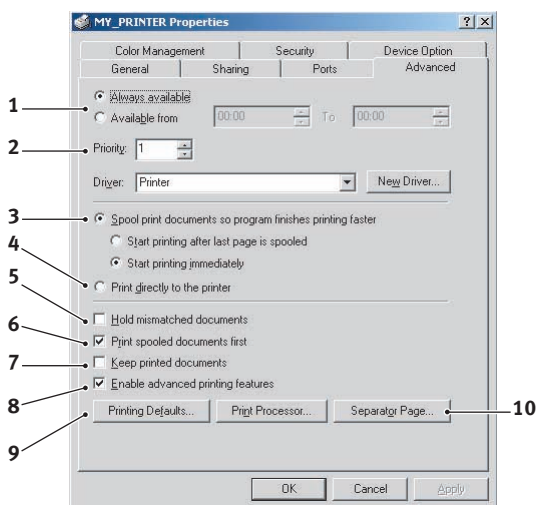 MY_PRINTER Properties
Color Management Security Device Option
General Sharing Ports Advanced
1 Always available
Available from 00:00 To 00:00
2 Priority: 1
Driver: Printer New Driver...
3 Spool print documents so program finishes printing faster
Start printing after last page is spooled
4 Start printing immediately
Print directly to the printer
5 Hold mismatched documents
6 Print spooled documents first
7 Keep printed documents
8 Enable advanced printing features
9 Printing Defaults... Print Processor... Separator Page... 10
OK Cancel Apply